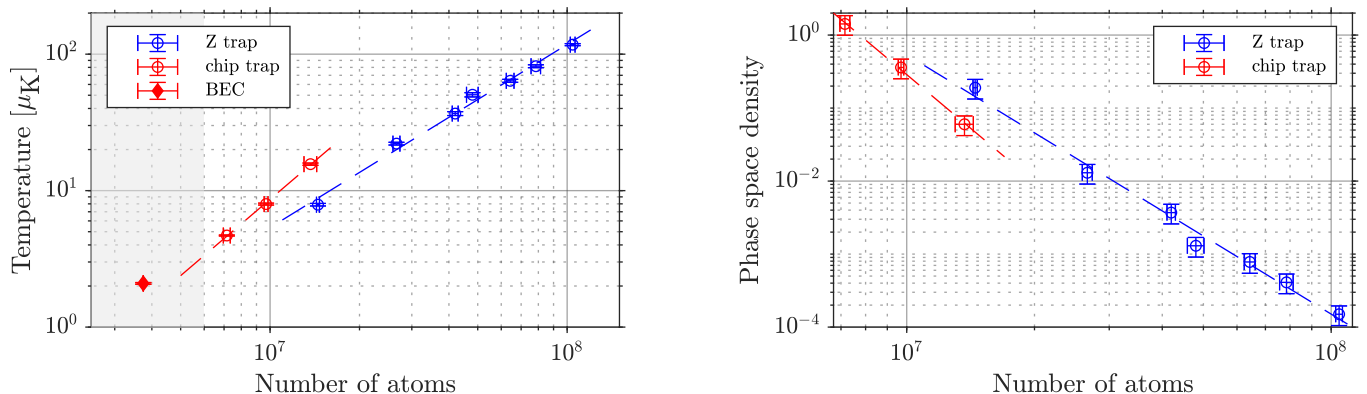 Z trap
chip trap
BEC
Temperature [μK]
10²
10¹
10⁰
10⁷
10⁸
Number of atoms
Z trap
chip trap
Phase space density
10⁰
10⁻²
10⁻⁴
10⁷
10⁸
Number of atoms